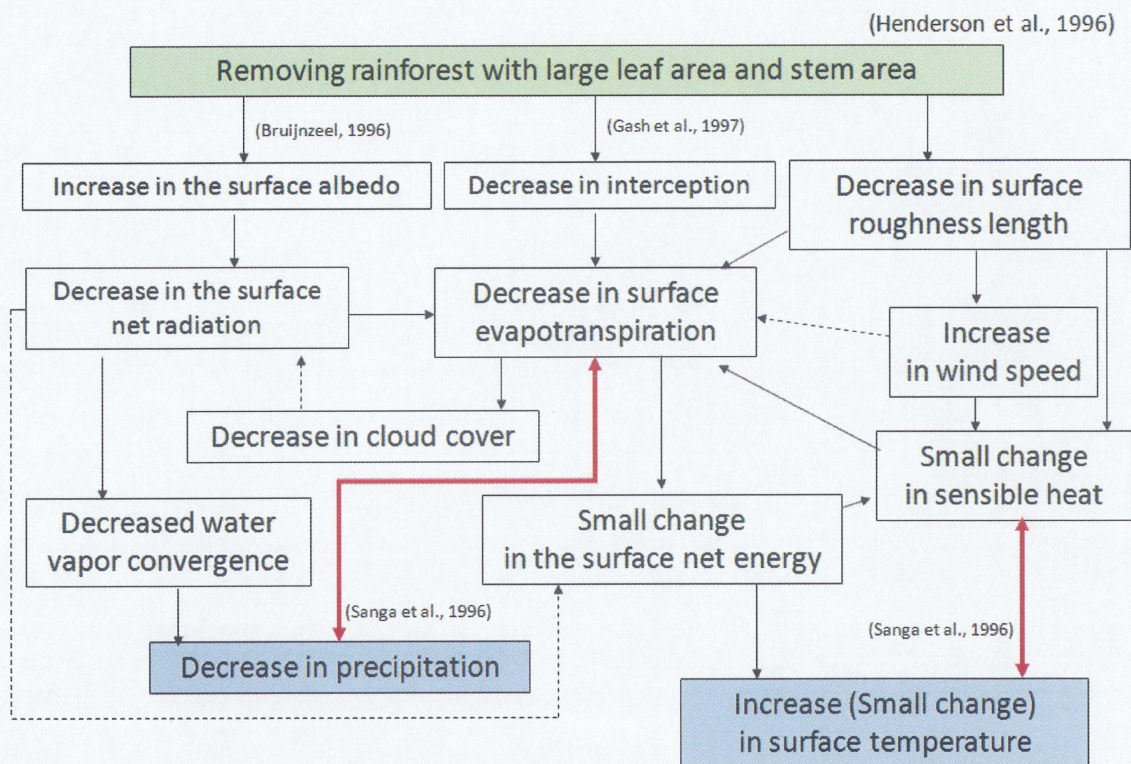 (Henderson et al., 1996)
Removing rainforest with large leaf area and stem area
(Bruijnzeel, 1996)
(Gash et al., 1997)
Increase in the surface albedo
Decrease in interception
Decrease in surface
roughness length
Decrease in the surface
net radiation
Decrease in surface
evapotranspiration
Increase
in wind speed
Decrease in cloud cover
Small change
in sensible heat
Decreased water
vapor convergence
Small change
in the surface net energy
(Sanga et al., 1996)
(Sanga et al., 1996)
Decrease in precipitation
Increase (Small change)
in surface temperature